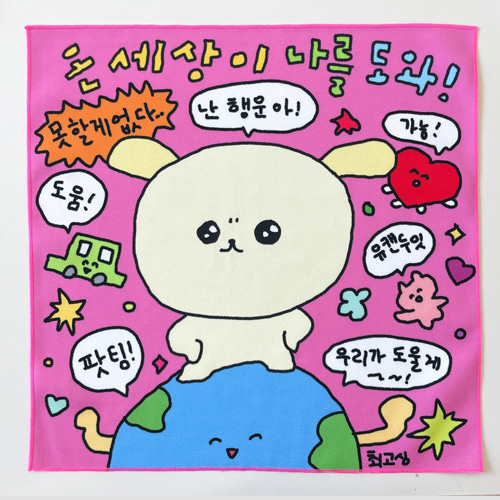 온 세상이 나를 도와!
못할게 없다..
난 행운아!
가능!
도움!
유캔두잇
팟팅!
우리가 도울게
~~!
최고심